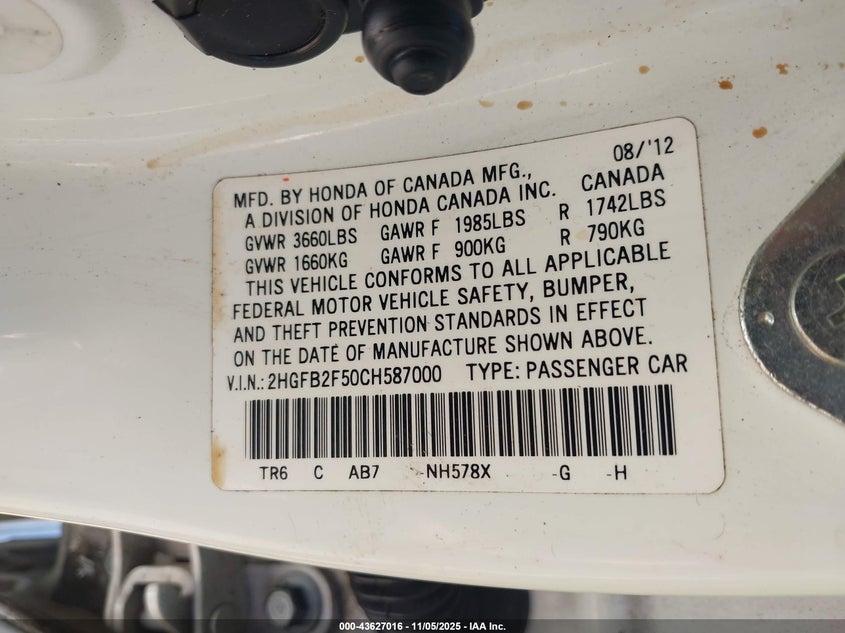 08/'12
MFD. BY HONDA OF CANADA MFG., CANADA
A DIVISION OF HONDA CANADA INC.
GVWR 3660LBS GAWR F 1985LBS R 1742LBS
GVWR 1660KG GAWR F 900KG R 790KG
THIS VEHICLE CONFORMS TO ALL APPLICABLE
FEDERAL MOTOR VEHICLE SAFETY, BUMPER,
AND THEFT PREVENTION STANDARDS IN EFFECT
ON THE DATE OF MANUFACTURE SHOWN ABOVE.
V.I.N.: 2HGFB2F50CH587000 TYPE: PASSENGER CAR
TR6 C AB7 -NH578X -G -H
000-43627016 - 11/05/2025 - IAA Inc.